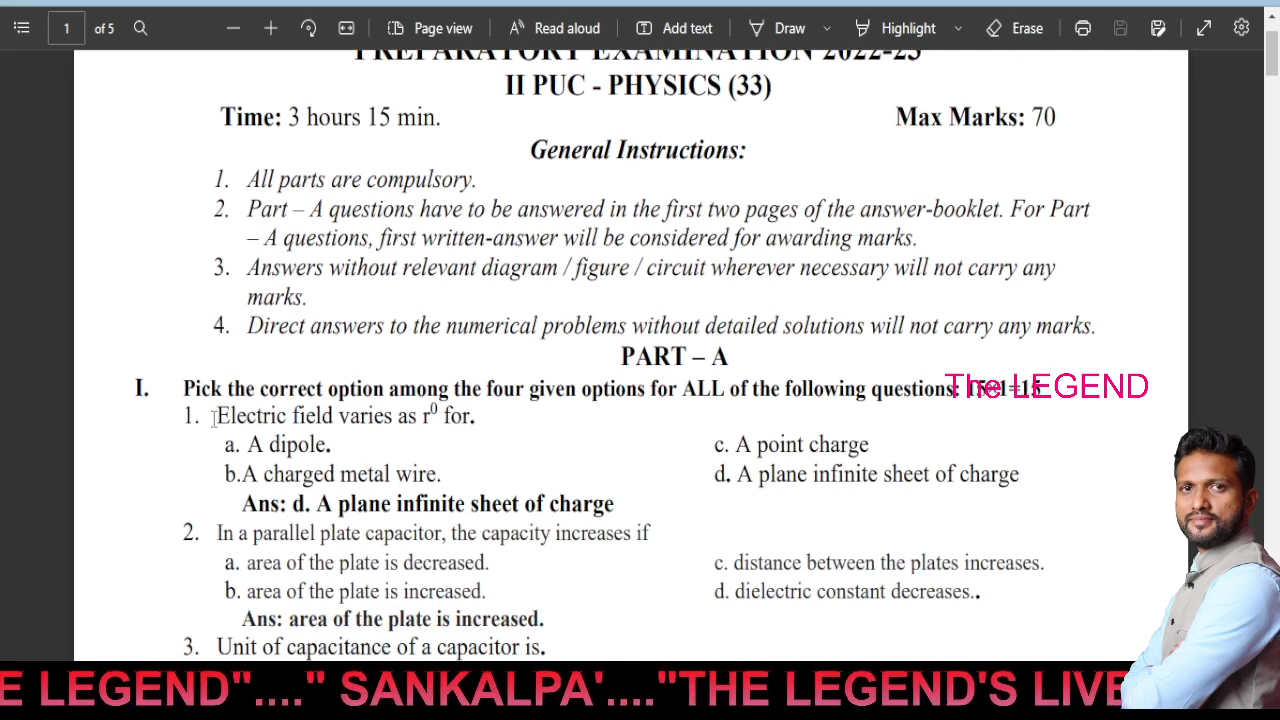 1 of 5 Page view Read aloud Add text Draw Highlight Erase
PREPARATORY EXAMINATION 2022-23
II PUC - PHYSICS (33)
Time: 3 hours 15 min. Max Marks: 70
General Instructions:
1. All parts are compulsory.
2. Part – A questions have to be answered in the first two pages of the answer-booklet. For Part
– A questions, first written-answer will be considered for awarding marks.
3. Answers without relevant diagram / figure / circuit wherever necessary will not carry any
marks.
4. Direct answers to the numerical problems without detailed solutions will not carry any marks.
PART – A
I. Pick the correct option among the four given options for ALL of the following questions: 15×1=15
The LEGEND
1. Electric field varies as r⁰ for.
a. A dipole. c. A point charge
b.A charged metal wire. d. A plane infinite sheet of charge
Ans: d. A plane infinite sheet of charge
2. In a parallel plate capacitor, the capacity increases if
a. area of the plate is decreased. c. distance between the plates increases.
b. area of the plate is increased. d. dielectric constant decreases..
Ans: area of the plate is increased.
3. Unit of capacitance of a capacitor is.
E LEGEND"...." SANKALPA'...."THE LEGEND'S LIVE